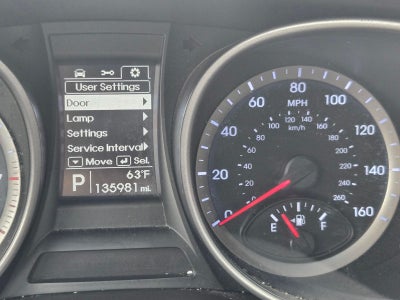 User Settings
Door
Lamp
Settings
Service Interval
Move Sel.
63°F
P 135981 mi.
0 20 40 60 80 100 120 140 160
MPH
km/h
20 40 60 80 100 120 140 160 180 200 220 240 260
E F